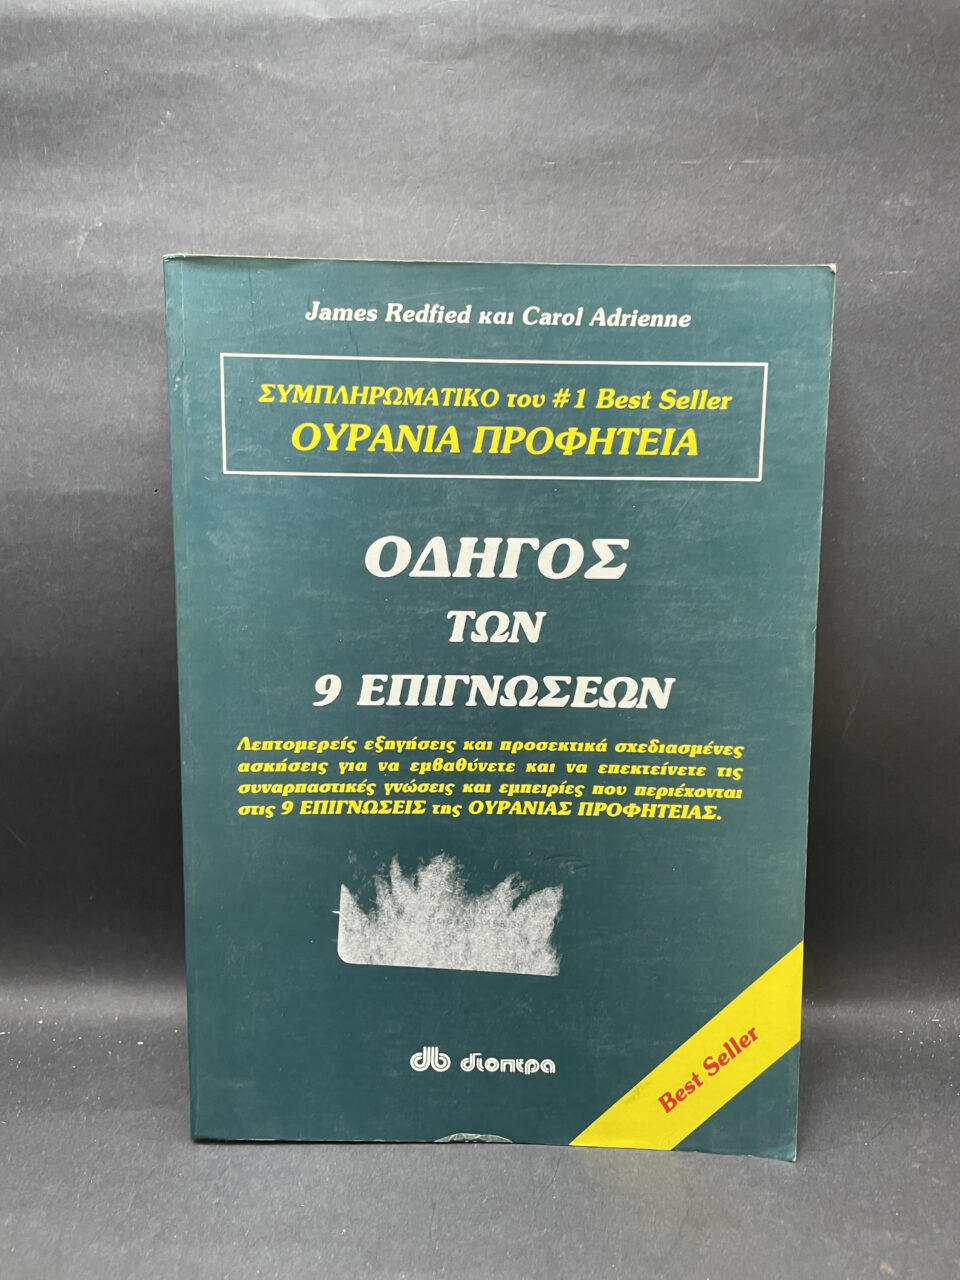 James Redfied και Carol Adrienne
ΣΥΜΠΛΗΡΩΜΑΤΙΚΟ του #1 Best Seller
ΟΥΡΑΝΙΑ ΠΡΟΦΗΤΕΙΑ
ΟΔΗΓΟΣ
ΤΩΝ
9 ΕΠΙΓΝΩΣΕΩΝ
Λεπτομερείς εξηγήσεις και προσεκτικά σχεδιασμένες
ασκήσεις για να εμβαθύνετε και να επεκτείνετε τις
συναρπαστικές γνώσεις και εμπειρίες που περιέχονται
στις 9 ΕΠΙΓΝΩΣΕΙΣ της ΟΥΡΑΝΙΑΣ ΠΡΟΦΗΤΕΙΑΣ.
διοπτρα
Best Seller